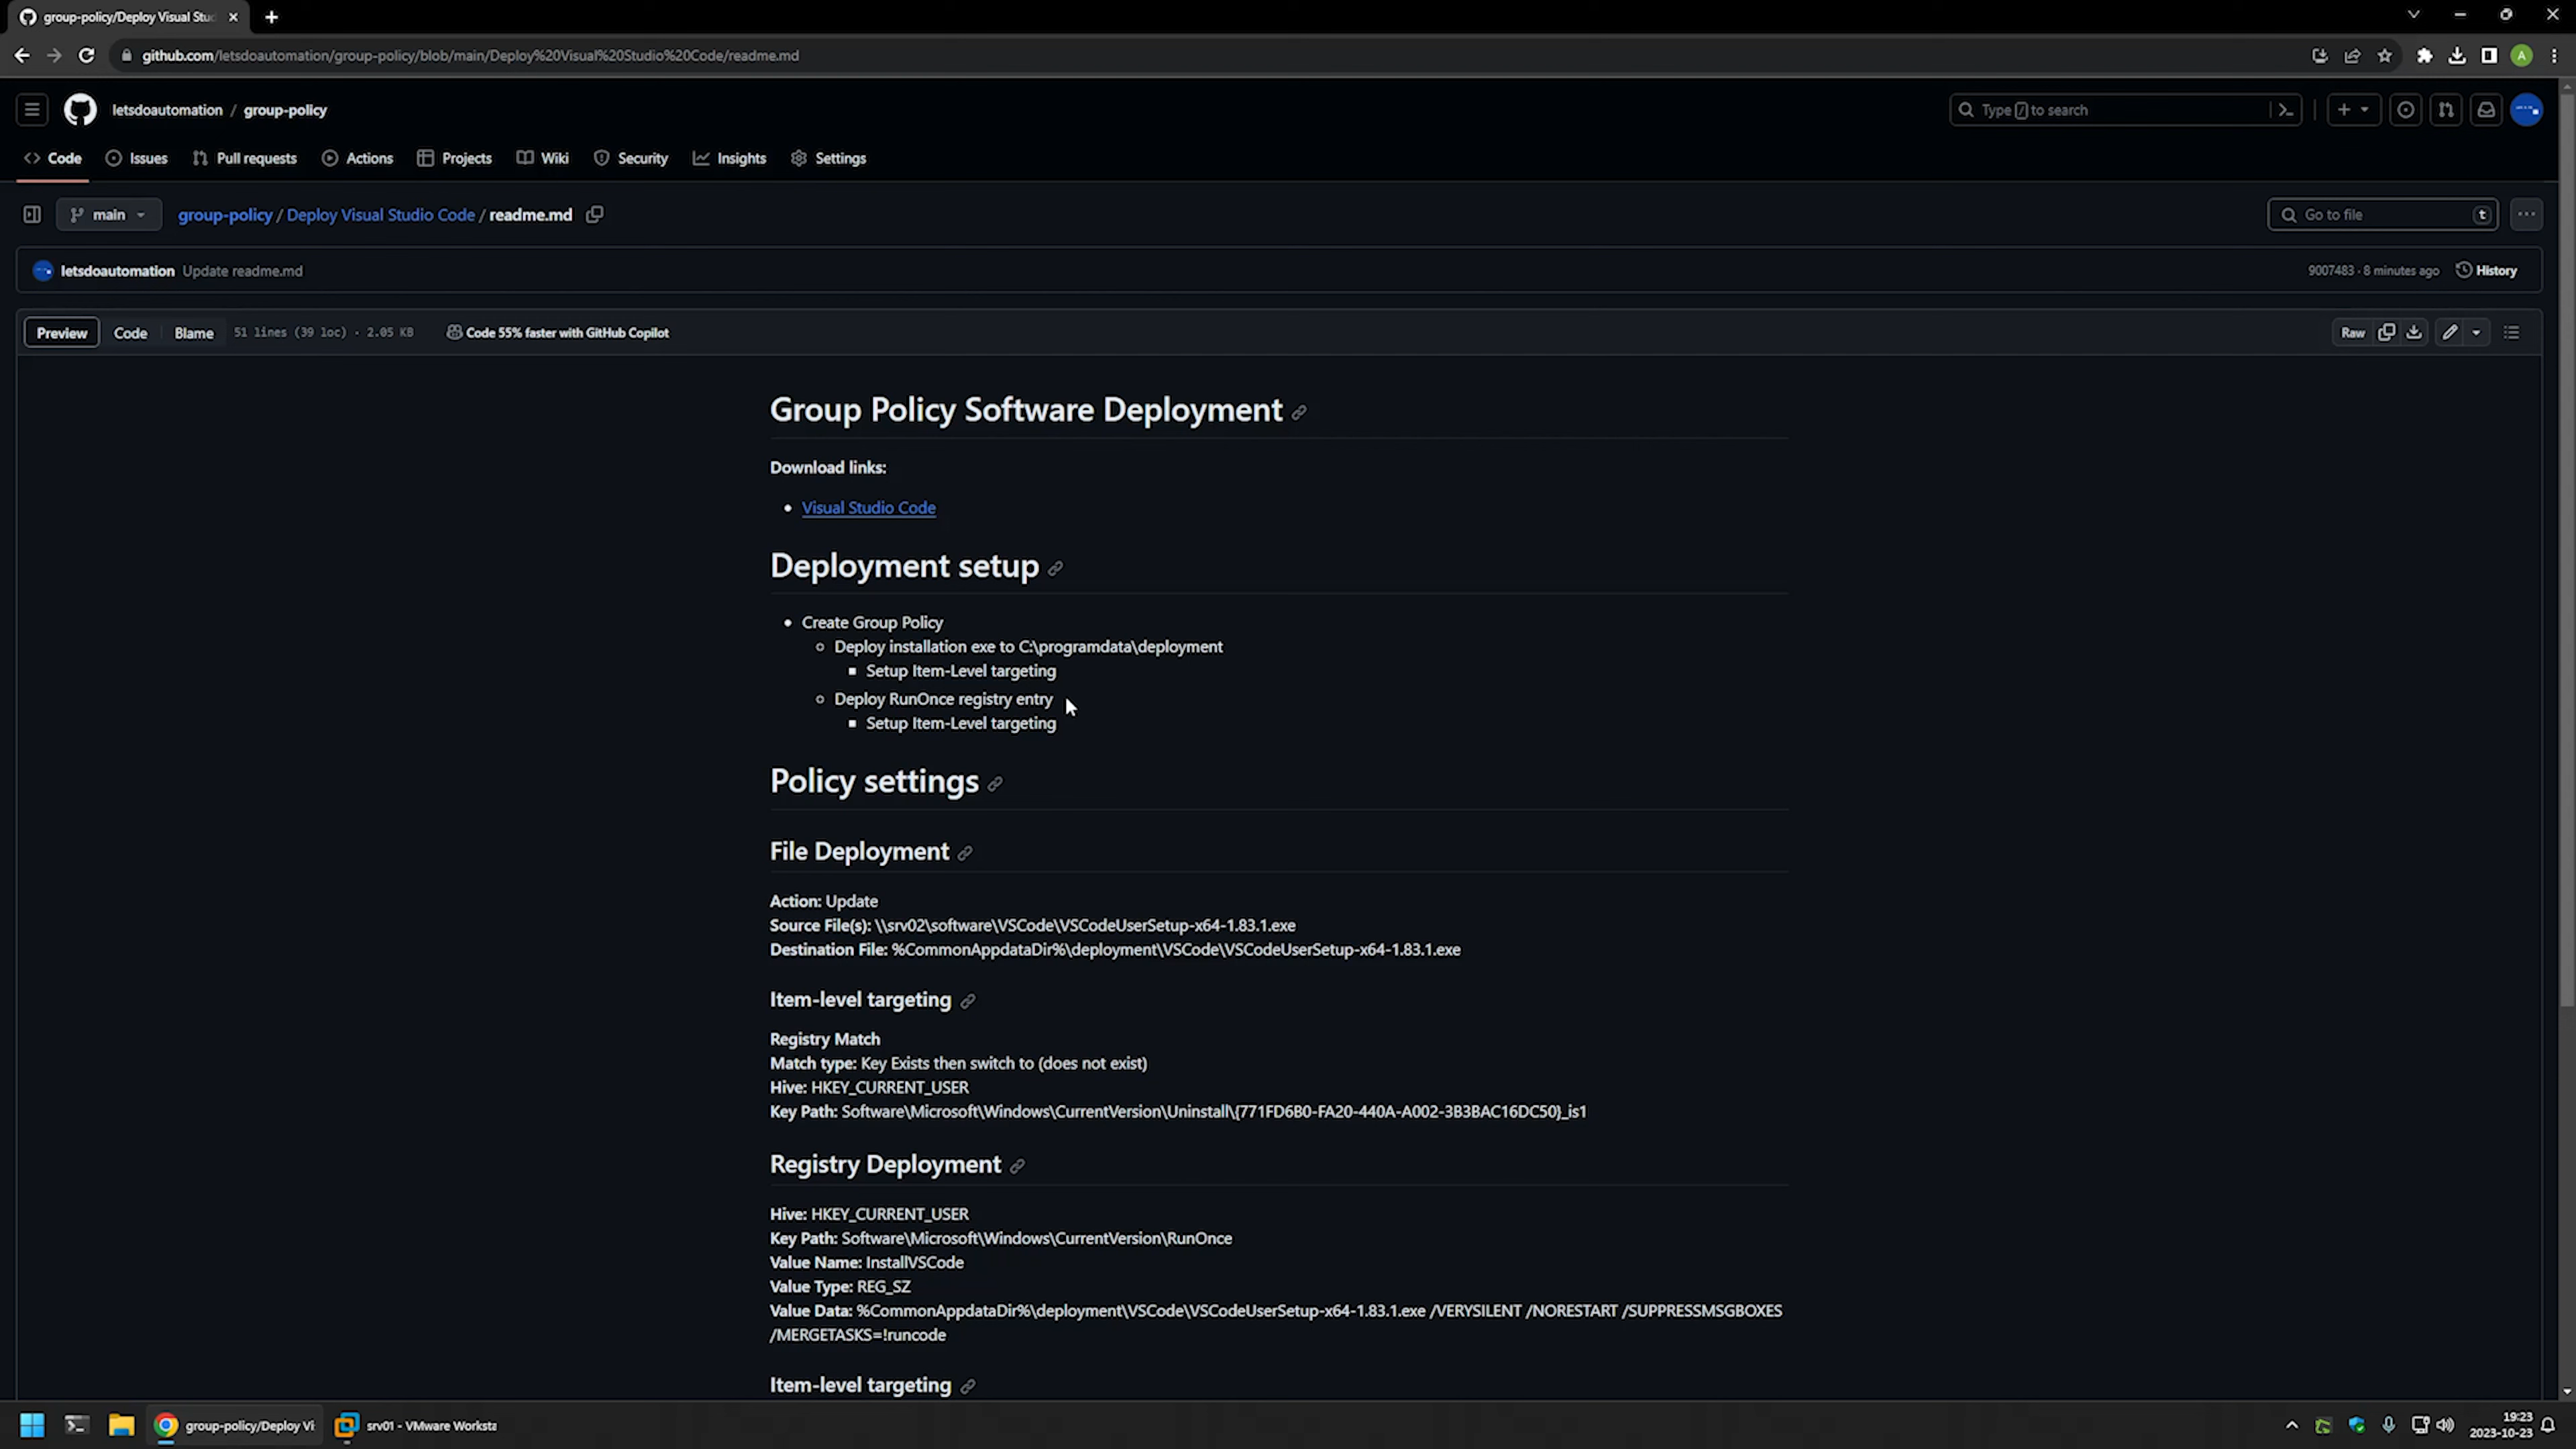 group-policy/Deploy Visual Stu
github.com/letsdoautomation/group-policy/blob/main/Deploy%20Visual%20Studio%20Code/readme.md
A
letsdoautomation / group-policy
Type / to search
Code Issues Pull requests Actions Projects Wiki Security Insights Settings
main group-policy / Deploy Visual Studio Code / readme.md
Go to file t
letsdoautomation Update readme.md
9007483 · 8 minutes ago History
Preview Code Blame 51 lines (39 loc) · 2.05 KB Code 55% faster with GitHub Copilot
Raw
Group Policy Software Deployment
Download links:
Visual Studio Code
Deployment setup
Create Group Policy
Deploy installation exe to C:\programdata\deployment
Setup Item-Level targeting
Deploy RunOnce registry entry
Setup Item-Level targeting
Policy settings
File Deployment
Action: Update
Source File(s): \\srv02\software\VSCode\VSCodeUserSetup-x64-1.83.1.exe
Destination File: %CommonAppdataDir%\deployment\VSCode\VSCodeUserSetup-x64-1.83.1.exe
Item-level targeting
Registry Match
Match type: Key Exists then switch to (does not exist)
Hive: HKEY_CURRENT_USER
Key Path: Software\Microsoft\Windows\CurrentVersion\Uninstall\{771FD6B0-FA20-440A-A002-3B3BAC16DC50}_is1
Registry Deployment
Hive: HKEY_CURRENT_USER
Key Path: Software\Microsoft\Windows\CurrentVersion\RunOnce
Value Name: InstallVSCode
Value Type: REG_SZ
Value Data: %CommonAppdataDir%\deployment\VSCode\VSCodeUserSetup-x64-1.83.1.exe /VERYSILENT /NORESTART /SUPPRESSMSGBOXES
/MERGETASKS=!runcode
Item-level targeting
group-policy/Deploy Vi
srv01 - VMware Worksta
19:23
2023-10-23